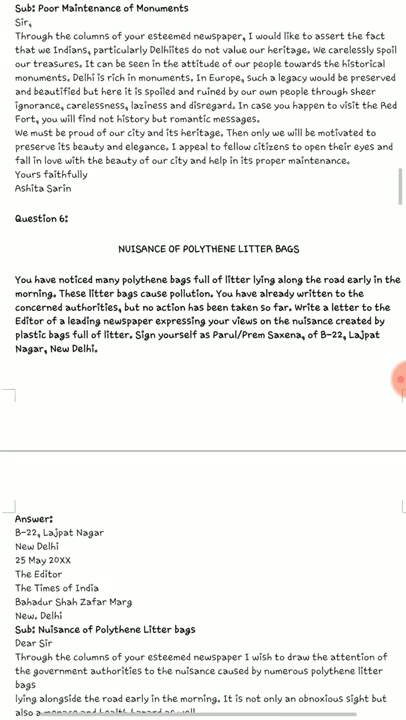 Sub: Poor Maintenance of Monuments
Sir,
Through the columns of your esteemed newspaper, I would like to assert the fact
that we Indians, particularly Delhiites do not value our heritage. We carelessly spoil
our treasures. It can be seen in the attitude of our people towards the historical
monuments. Delhi is rich in monuments. In Europe, such a legacy would be preserved
and beautified but here it is spoiled and ruined by our own people through sheer
ignorance, carelessness, laziness and disregard. In case you happen to visit the Red
Fort, you will find not history but romantic messages.
We must be proud of our city and its heritage. Then only we will be motivated to
preserve its beauty and elegance. I appeal to fellow citizens to open their eyes and
fall in love with the beauty of our city and help in its proper maintenance.
Yours faithfully
Ashita Sarin
Question 6:
NUISANCE OF POLYTHENE LITTER BAGS
You have noticed many polythene bags full of litter lying along the road early in the
morning. These litter bags cause pollution. You have already written to the
concerned authorities, but no action has been taken so far. Write a letter to the
Editor of a leading newspaper expressing your views on the nuisance created by
plastic bags full of litter. Sign yourself as Parul/Prem Saxena, of B-22, Lajpat
Nagar, New Delhi.
Answer:
B-22, Lajpat Nagar
New Delhi
25 May 20XX
The Editor
The Times of India
Bahadur Shah Zafar Marg
New. Delhi
Sub: Nuisance of Polythene Litter bags
Dear Sir
Through the columns of your esteemed newspaper I wish to draw the attention of
the government authorities to the nuisance caused by numerous polythene litter
bags
lying alongside the road early in the morning. It is not only an obnoxious sight but
also a menace and health hazard as well